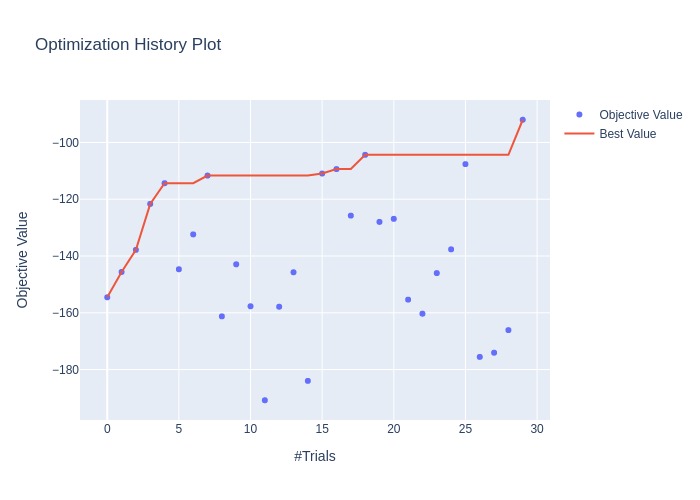 Optimization History Plot
Objective Value
Best Value
−100
−120
−140
−160
−180
Objective Value
0 5 10 15 20 25 30
#Trials